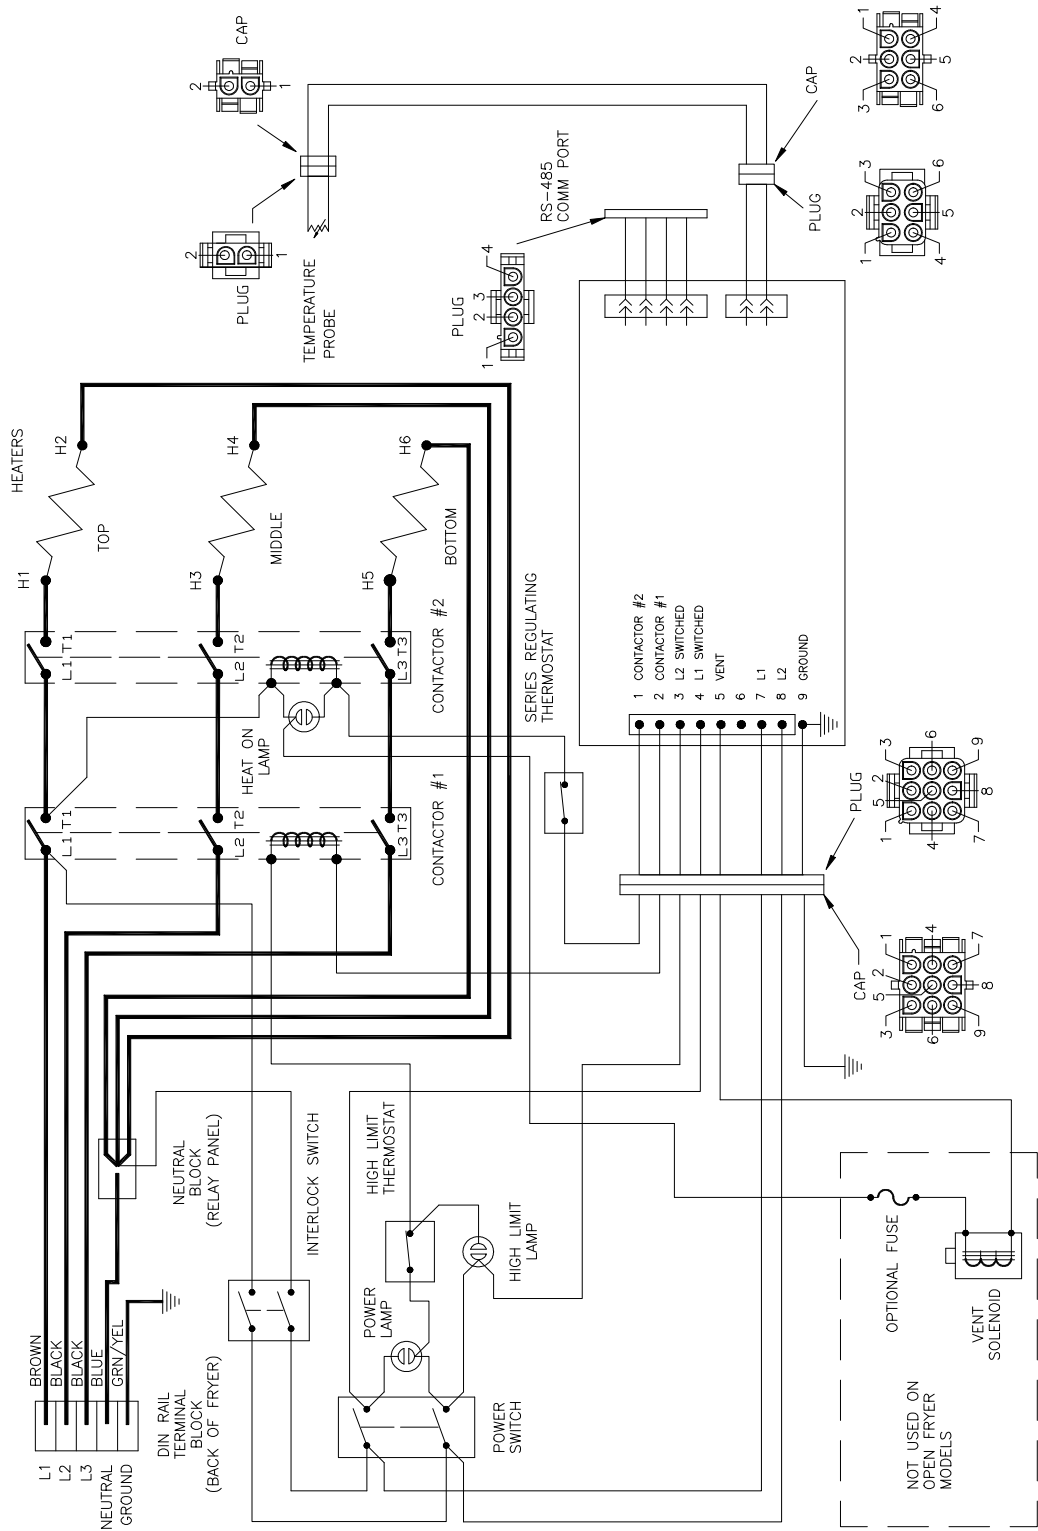 CAP
2
1
PLUG
2
1
TEMPERATURE
PROBE
RS-485
COMM PORT
PLUG
1
2
3
4
CAP
PLUG
1
2
3
4
5
6
3
2
1
6
5
4
HEATERS
H1
H2
TOP
H3
H4
MIDDLE
H5
H6
BOTTOM
L1
T1
L2
T2
L3
T3
CONTACTOR #2
HEAT ON
LAMP
L1
T1
L2
T2
L3
T3
CONTACTOR #1
SERIES REGULATING
THERMOSTAT
1 CONTACTOR #2
2 CONTACTOR #1
3 L2 SWITCHED
4 L1 SWITCHED
5 VENT
6
7 L1
8 L2
9 GROUND
PLUG
CAP
3
6
9
2
5
8
1
4
7
1
4
7
2
5
8
3
6
9
NEUTRAL
BLOCK
(RELAY PANEL)
INTERLOCK SWITCH
HIGH LIMIT
THERMOSTAT
HIGH LIMIT
LAMP
POWER
LAMP
POWER
SWITCH
BROWN
BLACK
BLACK
BLUE
GRN/YEL
L1
L2
L3
NEUTRAL
GROUND
DIN RAIL
TERMINAL
BLOCK
(BACK OF FRYER)
OPTIONAL FUSE
VENT
SOLENOID
NOT USED ON
OPEN FRYER
MODELS